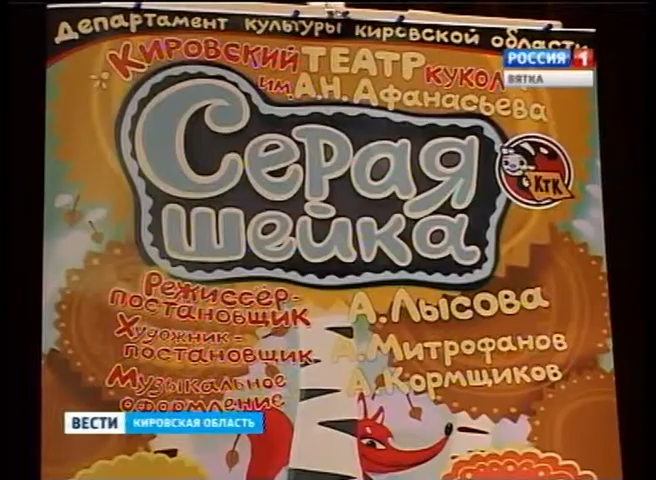 Департамент культуры кировской области
РОССИЯ 1
ВЯТКА
КИРОВСКИЙ ТЕАТР КУКОЛ
им. А.Н. Афанасьева
Серая
шейка
КТК
Режиссёр-
постановщик
А. Лысова
Художник-
постановщик
А. Митрофанов
Музыкальное
оформление
А. Кормщиков
ВЕСТИ КИРОВСКАЯ ОБЛАСТЬ